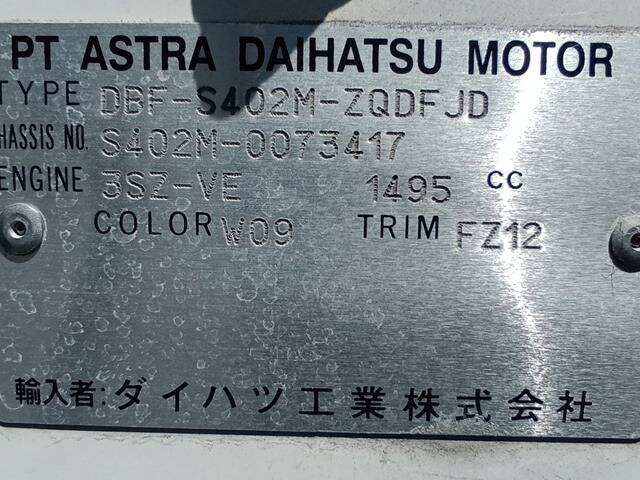 PT ASTRA DAIHATSU MOTOR
TYPE DBF-S402M-ZQDFJD
HASSIS NO. S402M-0073417
ENGINE 3SZ-VE 1495 CC
COLOR W09 TRIM FZ12
輸入者:ダイハツ工業株式会社